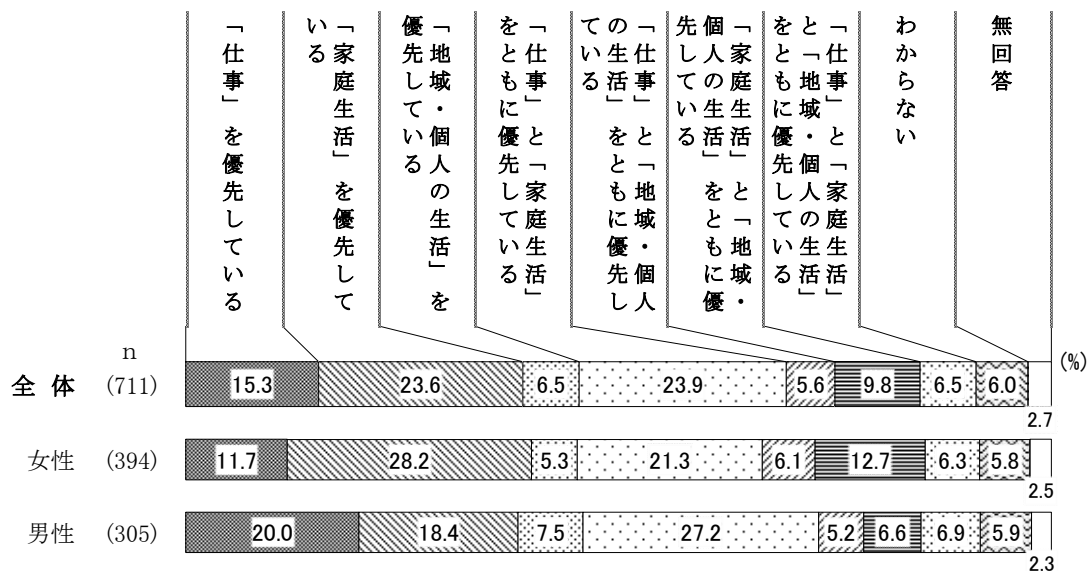 「仕事」を優先している
「家庭生活」を優先して
いる
「地域・個人の生活」を
優先している
「仕事」と「家庭生活」
をともに優先している
「仕事」と「地域・個人
の生活」をともに優先し
ている
「家庭生活」と「地域・
個人の生活」をともに優
先している
「仕事」と「家庭生活」
と「地域・個人の生活」
をともに優先している
わからない
無回答
n
(%)
全体 (711) 15.3 23.6 6.5 23.9 5.6 9.8 6.5 6.0
2.7
女性 (394) 11.7 28.2 5.3 21.3 6.1 12.7 6.3 5.8
2.5
男性 (305) 20.0 18.4 7.5 27.2 5.2 6.6 6.9 5.9
2.3